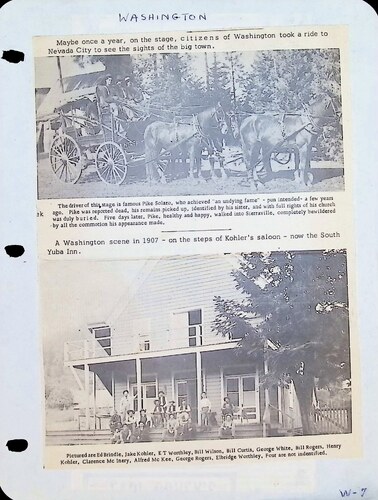 WASHINGTON
Maybe once a year, on the stage, citizens of Washington took a ride to
Nevada City to see the sights of the big town.
The driver of this stage is famous Pike Solaro, who achieved "an undying fame" - pun intended- a few years
ek ago. Pike was reported dead, his remains picked up, identified by his sister, and with full rights of his church
was duly buried. Five days later, Pike, healthy and happy, walked into Sierraville, completely bewildered
by all the commotion his appearance made.
A Washington scene in 1907 - on the steps of Kohler's saloon - now the South
Yuba Inn.
Pictured are Ed Brindle, Jake Kohler, E T Worthley, Bill Wilson, Bill Curtis, George White, Bill Rogers, Henry
Kohler, Clarence Mc Inery, Alfred Mc Kee, George Rogers, Elbridge Worthley. Four are not indentified.
W-7